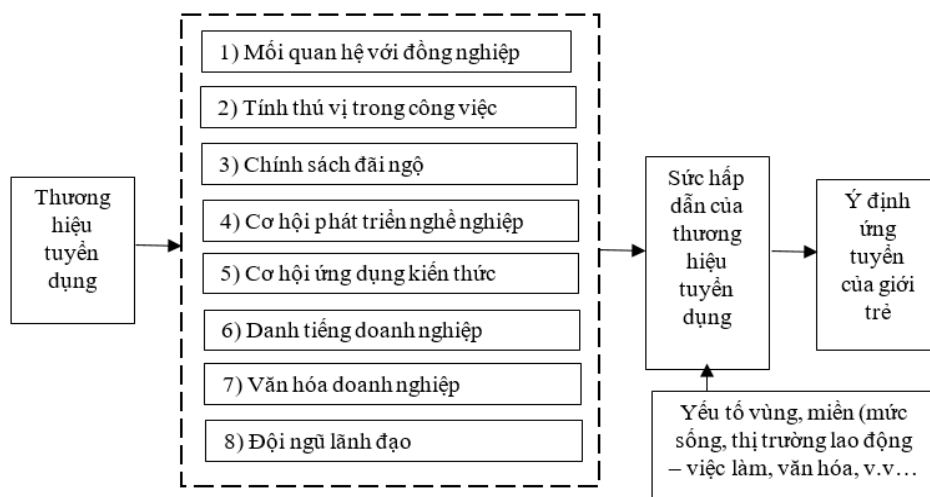 Thương
hiệu
tuyển
dụng
1) Mối quan hệ với đồng nghiệp
2) Tính thú vị trong công việc
3) Chính sách đãi ngộ
4) Cơ hội phát triển nghề nghiệp
5) Cơ hội ứng dụng kiến thức
6) Danh tiếng doanh nghiệp
7) Văn hóa doanh nghiệp
8) Đội ngũ lãnh đạo
Sức hấp
dẫn của
thương
hiệu
tuyển
dụng
Ý định
ứng
tuyển
của giới
trẻ
Yếu tố vùng, miền (mức
sống, thị trường lao động
– việc làm, văn hóa, v.v…